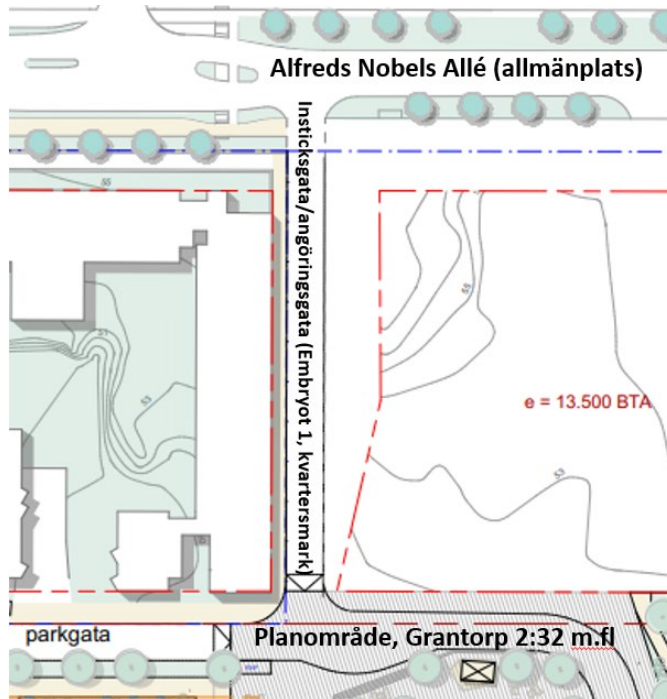 Alfreds Nobels Allé (allmänplats)
Insticksgata/angöringsgata (Embryot 1, kvartersmark)
55
55
51
53
e = 13.500 BTA
53
parkgata
Planområde, Grantorp 2:32 m.fl